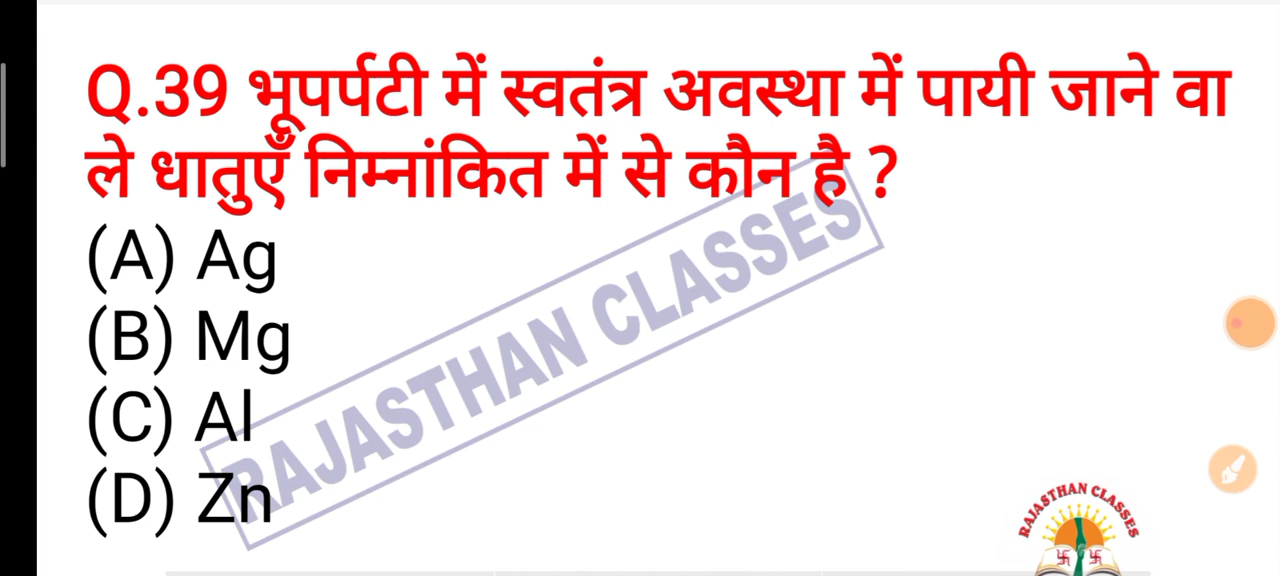 Q.39 भूपर्पटी में स्वतंत्र अवस्था में पायी जाने वा
ले धातुएँ निम्नांकित में से कौन है ?
(A) Ag
(B) Mg
(C) Al
(D) Zn
RAJASTHAN CLASSES
RAJASTHAN CLASSES